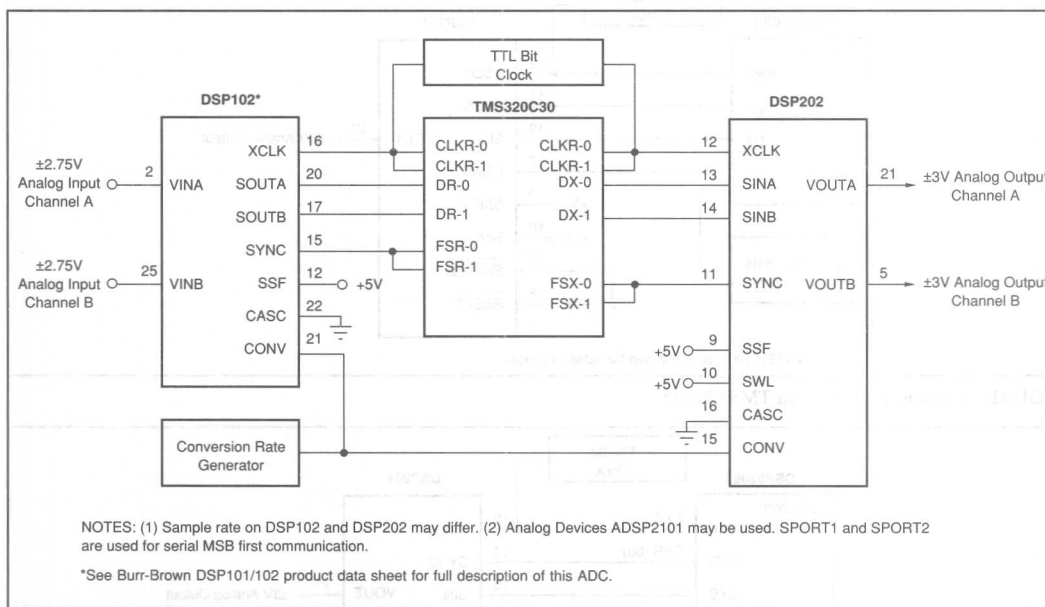 TTL Bit
Clock
DSP102*
TMS320C30
DSP202
±2.75V
Analog Input
Channel A
2
VINA
±2.75V
Analog Input
Channel B
25
VINB
XCLK
16
SOUTA
20
SOUTB
17
SYNC
15
SSF
12
+5V
CASC
22
CONV
21
CLKR-0
CLKR-1
DR-0
DR-1
FSR-0
FSR-1
CLKR-0
CLKR-1
DX-0
DX-1
FSX-0
FSX-1
12
XCLK
13
SINA
14
SINB
11
SYNC
+5V
9
SSF
+5V
10
SWL
16
CASC
15
CONV
VOUTA
21
±3V Analog Output
Channel A
VOUTB
5
±3V Analog Output
Channel B
Conversion Rate
Generator
NOTES: (1) Sample rate on DSP102 and DSP202 may differ. (2) Analog Devices ADSP2101 may be used. SPORT1 and SPORT2
are used for serial MSB first communication.
*See Burr-Brown DSP101/102 product data sheet for full description of this ADC.